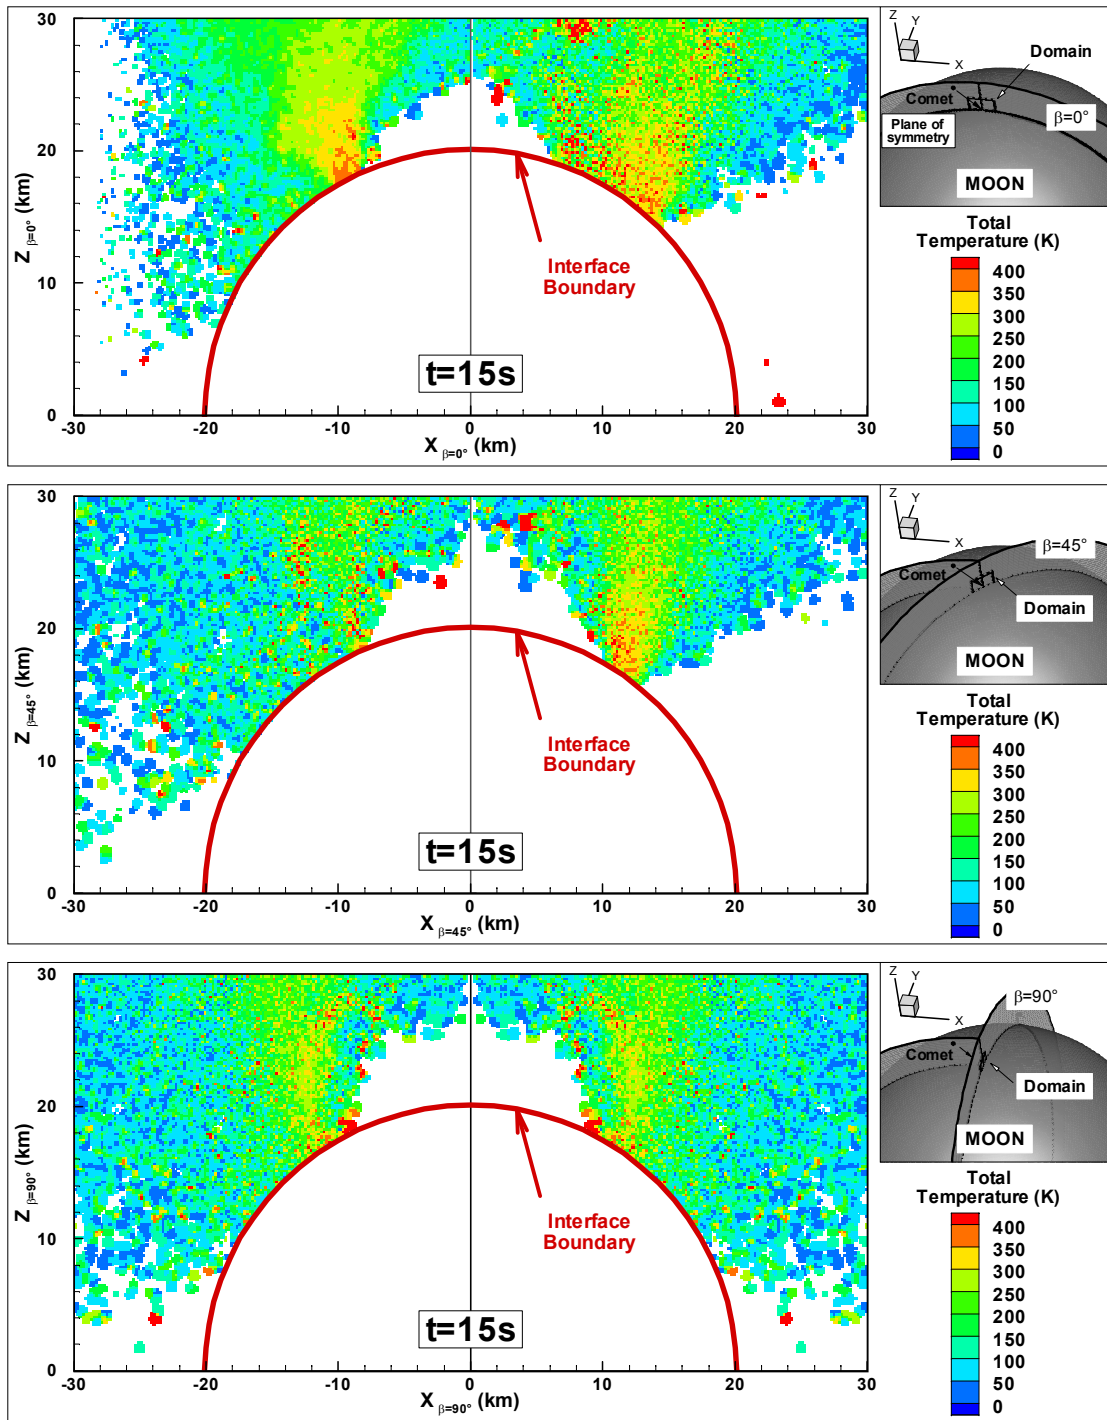 30
20
10
0
Z β=0° (km)
-30 -20 -10 0 10 20 30
X β=0° (km)
Interface
Boundary
t=15s
Z
Y
X
Domain
Comet
β=0°
Plane of
symmetry
MOON
Total
Temperature (K)
400
350
300
250
200
150
100
50
0
30
20
10
0
Z β=45° (km)
-30 -20 -10 0 10 20 30
X β=45° (km)
Interface
Boundary
t=15s
Z
Y
X
β=45°
Comet
Domain
MOON
Total
Temperature (K)
400
350
300
250
200
150
100
50
0
30
20
10
0
Z β=90° (km)
-30 -20 -10 0 10 20 30
X β=90° (km)
Interface
Boundary
t=15s
Z
Y
X
β=90°
Comet
Domain
MOON
Total
Temperature (K)
400
350
300
250
200
150
100
50
0